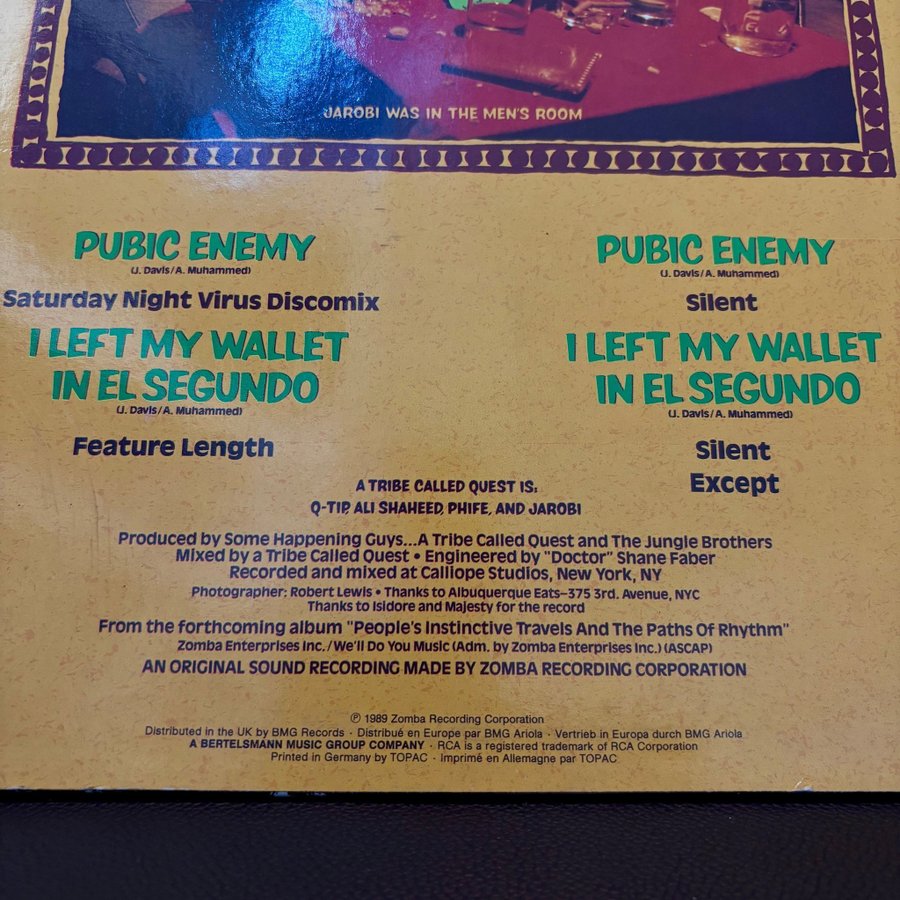 JAROBI WAS IN THE MEN'S ROOM
PUBIC ENEMY
(J. Davis/A. Muhammed)
Saturday Night Virus Discomix
I LEFT MY WALLET
IN EL SEGUNDO
(J. Davis/A. Muhammed)
Feature Length
PUBIC ENEMY
(J. Davis/A. Muhammed)
Silent
I LEFT MY WALLET
IN EL SEGUNDO
(J. Davis/A. Muhammed)
Silent
Except
A TRIBE CALLED QUEST IS:
Q-TIP, ALI SHAHEED, PHIFE, AND JAROBI
Produced by Some Happening Guys...A Tribe Called Quest and The Jungle Brothers
Mixed by a Tribe Called Quest • Engineered by "Doctor" Shane Faber
Recorded and mixed at Calliope Studios, New York, NY
Photographer: Robert Lewis • Thanks to Albuquerque Eats–375 3rd. Avenue, NYC
Thanks to Isidore and Majesty for the record
From the forthcoming album "People's Instinctive Travels And The Paths Of Rhythm"
Zomba Enterprises Inc./We'll Do You Music (Adm. by Zomba Enterprises Inc.) (ASCAP)
AN ORIGINAL SOUND RECORDING MADE BY ZOMBA RECORDING CORPORATION
℗ 1989 Zomba Recording Corporation
Distributed in the UK by BMG Records · Distribué en Europe par BMG Ariola · Vertrieb in Europa durch BMG Ariola
A BERTELSMANN MUSIC GROUP COMPANY · RCA is a registered trademark of RCA Corporation
Printed in Germany by TOPAC · Imprimé en Allemagne par TOPAC